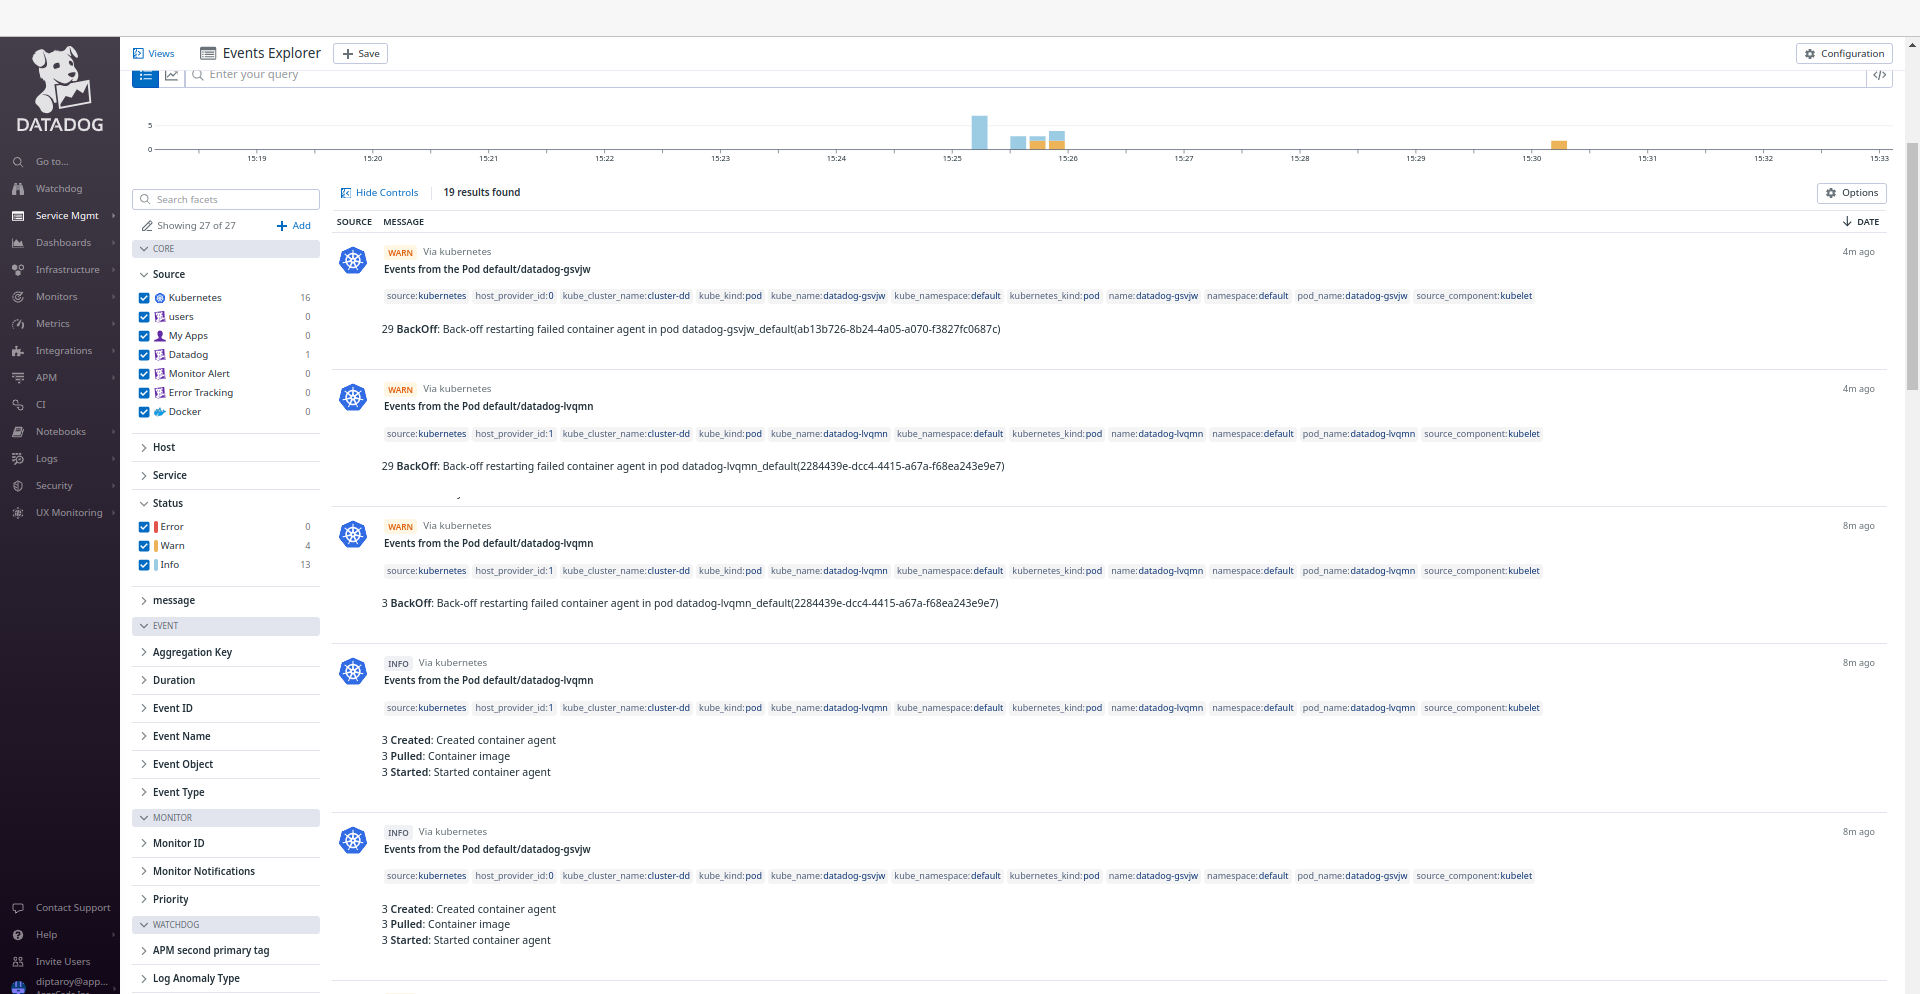 Views
Events Explorer
Save
Configuration
Enter your query
</>
DATADOG
Go to...
Watchdog
Service Mgmt
Dashboards
Infrastructure
Monitors
Metrics
Integrations
APM
CI
Notebooks
Logs
Security
UX Monitoring
Contact Support
Help
Invite Users
diptaroy@app...
5
0
15:19 15:20 15:21 15:22 15:23 15:24 15:25 15:26 15:27 15:28 15:29 15:30 15:31 15:32 15:33
Search facets
Showing 27 of 27 Add
CORE
Source
Kubernetes 16
users 0
My Apps 0
Datadog 1
Monitor Alert 0
Error Tracking 0
Docker 0
Host
Service
Status
Error 0
Warn 4
Info 13
message
EVENT
Aggregation Key
Duration
Event ID
Event Name
Event Object
Event Type
MONITOR
Monitor ID
Monitor Notifications
Priority
WATCHDOG
APM second primary tag
Log Anomaly Type
Hide Controls 19 results found Options
SOURCE MESSAGE DATE
WARN Via kubernetes 4m ago
Events from the Pod default/datadog-gsvjw
source:kubernetes host_provider_id:0 kube_cluster_name:cluster-dd kube_kind:pod kube_name:datadog-gsvjw kube_namespace:default kubernetes_kind:pod name:datadog-gsvjw namespace:default pod_name:datadog-gsvjw source_component:kubelet
29 BackOff: Back-off restarting failed container agent in pod datadog-gsvjw_default(ab13b726-8b24-4a05-a070-f3827fc0687c)
WARN Via kubernetes 4m ago
Events from the Pod default/datadog-lvqmn
source:kubernetes host_provider_id:1 kube_cluster_name:cluster-dd kube_kind:pod kube_name:datadog-lvqmn kube_namespace:default kubernetes_kind:pod name:datadog-lvqmn namespace:default pod_name:datadog-lvqmn source_component:kubelet
29 BackOff: Back-off restarting failed container agent in pod datadog-lvqmn_default(2284439e-dcc4-4415-a67a-f68ea243e9e7)
WARN Via kubernetes 8m ago
Events from the Pod default/datadog-lvqmn
source:kubernetes host_provider_id:1 kube_cluster_name:cluster-dd kube_kind:pod kube_name:datadog-lvqmn kube_namespace:default kubernetes_kind:pod name:datadog-lvqmn namespace:default pod_name:datadog-lvqmn source_component:kubelet
3 BackOff: Back-off restarting failed container agent in pod datadog-lvqmn_default(2284439e-dcc4-4415-a67a-f68ea243e9e7)
INFO Via kubernetes 8m ago
Events from the Pod default/datadog-lvqmn
source:kubernetes host_provider_id:1 kube_cluster_name:cluster-dd kube_kind:pod kube_name:datadog-lvqmn kube_namespace:default kubernetes_kind:pod name:datadog-lvqmn namespace:default pod_name:datadog-lvqmn source_component:kubelet
3 Created: Created container agent
3 Pulled: Container image
3 Started: Started container agent
INFO Via kubernetes 8m ago
Events from the Pod default/datadog-gsvjw
source:kubernetes host_provider_id:0 kube_cluster_name:cluster-dd kube_kind:pod kube_name:datadog-gsvjw kube_namespace:default kubernetes_kind:pod name:datadog-gsvjw namespace:default pod_name:datadog-gsvjw source_component:kubelet
3 Created: Created container agent
3 Pulled: Container image
3 Started: Started container agent